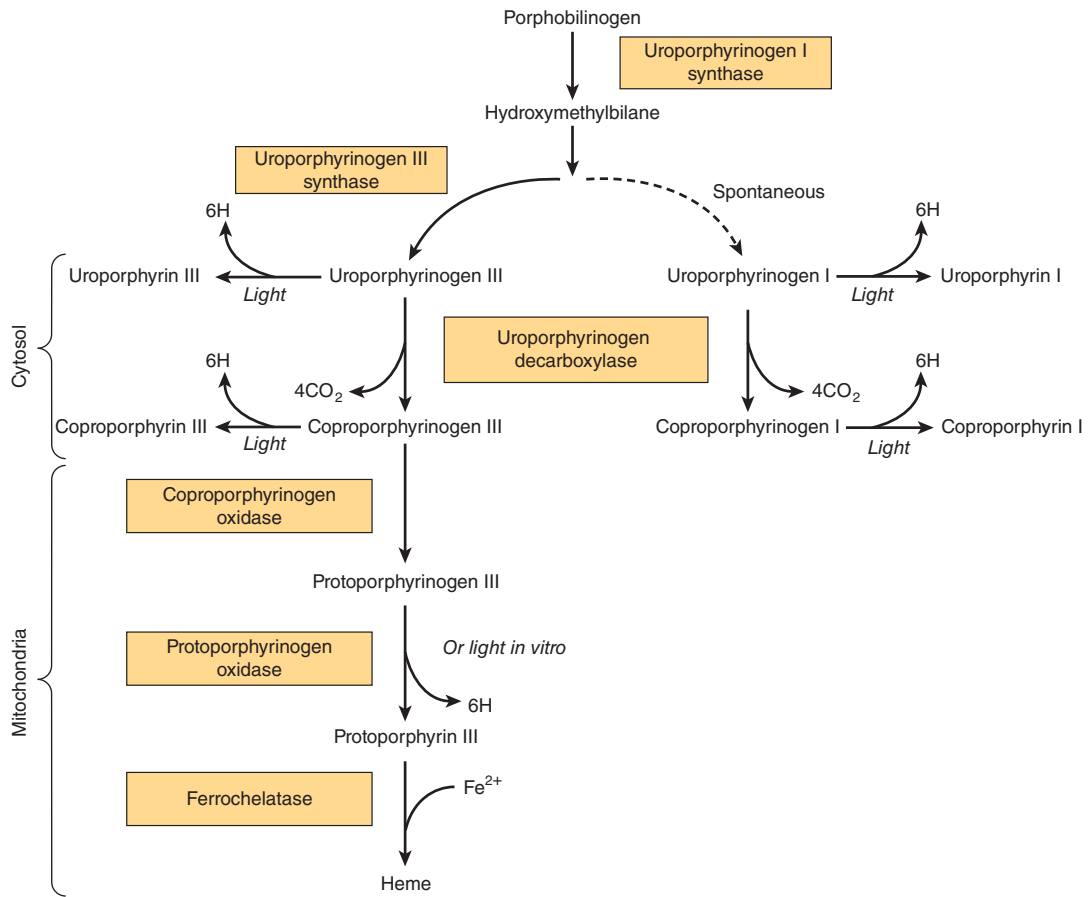 Porphobilinogen
Uroporphyrinogen I
synthase
Hydroxymethylbilane
Uroporphyrinogen III
synthase
Spontaneous
6H
6H
Uroporphyrin III
Light
Uroporphyrinogen III
Uroporphyrinogen I
Light
Uroporphyrin I
Cytosol
Uroporphyrinogen
decarboxylase
6H
4CO₂
4CO₂
6H
Coproporphyrin III
Light
Coproporphyrinogen III
Coproporphyrinogen I
Light
Coproporphyrin I
Mitochondria
Coproporphyrinogen
oxidase
Protoporphyrinogen III
Protoporphyrinogen
oxidase
Or light in vitro
6H
Protoporphyrin III
Ferrochelatase
Fe²⁺
Heme